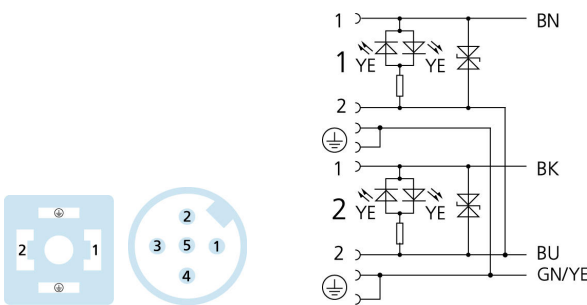 1 BN
1 YE YE
2
1 BK
2 YE YE
2 BU
GN/YE
2 1
2
3 5 1
4